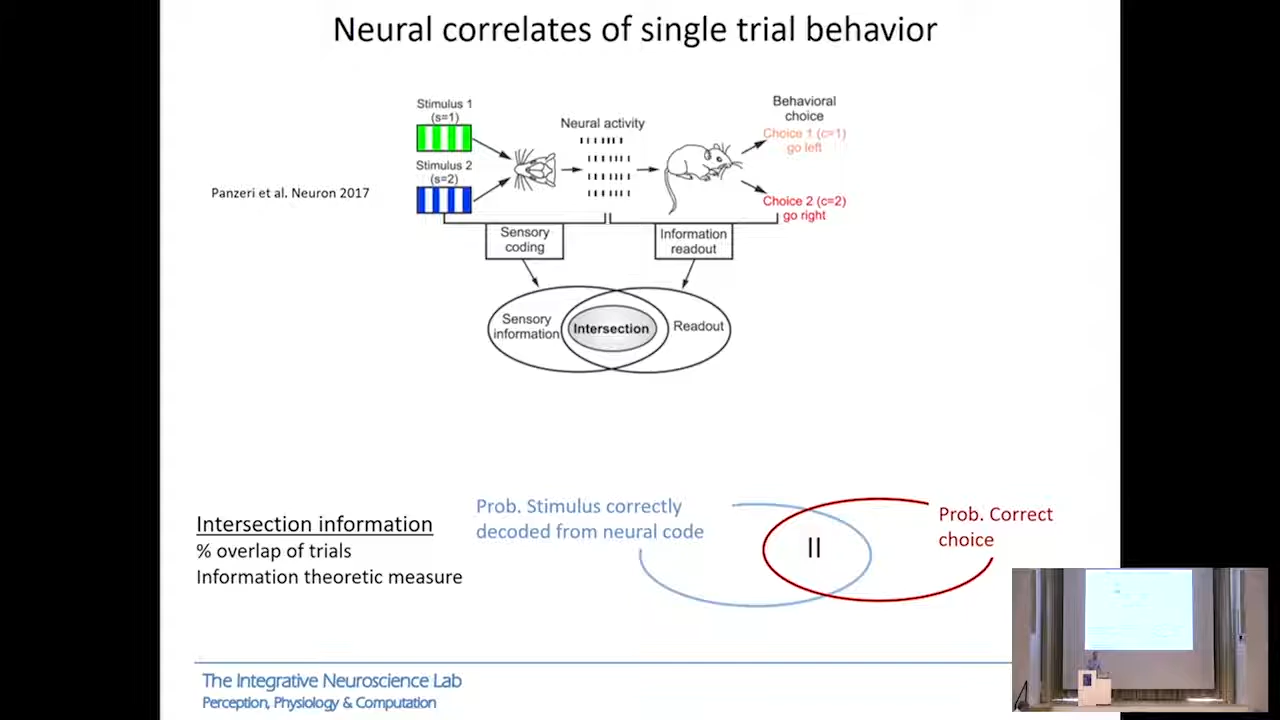 Neural correlates of single trial behavior
Stimulus 1
(s=1)
Stimulus 2
(s=2)
Neural activity
Behavioral
choice
Choice 1 (c=1)
go left
Choice 2 (c=2)
go right
Panzeri et al. Neuron 2017
Sensory
coding
Information
readout
Sensory
information
Intersection
Readout
Intersection information
% overlap of trials
Information theoretic measure
Prob. Stimulus correctly
decoded from neural code
II
Prob. Correct
choice
The Integrative Neuroscience Lab
Perception, Physiology & Computation